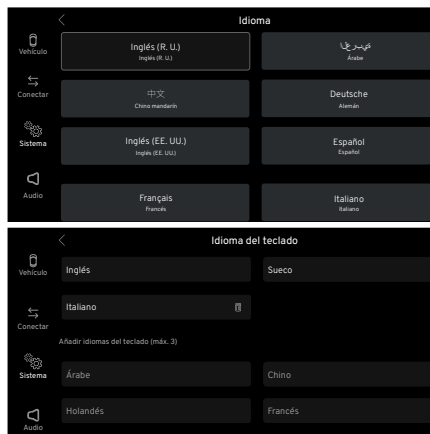 Idioma
Vehículo
Inglés (R. U.)
Inglés (R. U.)
Árabe
Conectar
中文
Chino mandarín
Deutsche
Alemán
Sistema
Inglés (EE. UU.)
Inglés (EE. UU.)
Español
Español
Audio
Français
Francés
Italiano
Italiano
Idioma del teclado
Vehículo
Inglés
Sueco
Italiano
Conectar
Añadir idiomas del teclado (máx. 3)
Sistema
Árabe
Chino
Audio
Holandés
Francés